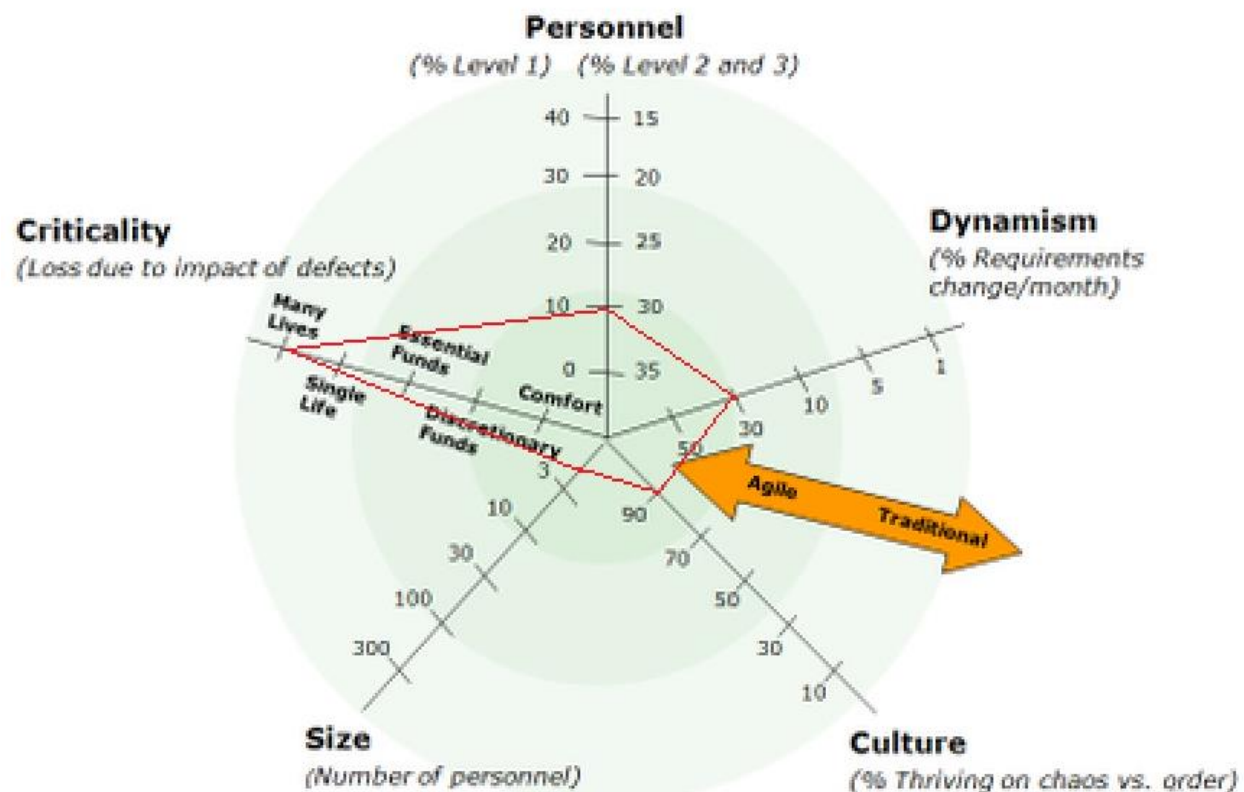 Personnel
(% Level 1) (% Level 2 and 3)
40 15
30 20
20 25
10 30
0 35
Criticality
(Loss due to impact of defects)
Many
Lives
Single
Life
Essential
Funds
Discretionary
Funds
Comfort
Dynamism
(% Requirements
change/month)
1
5
10
30
50
Agile
Traditional
3
10
30
100
300
90
70
50
30
10
Size
(Number of personnel)
Culture
(% Thriving on chaos vs. order)